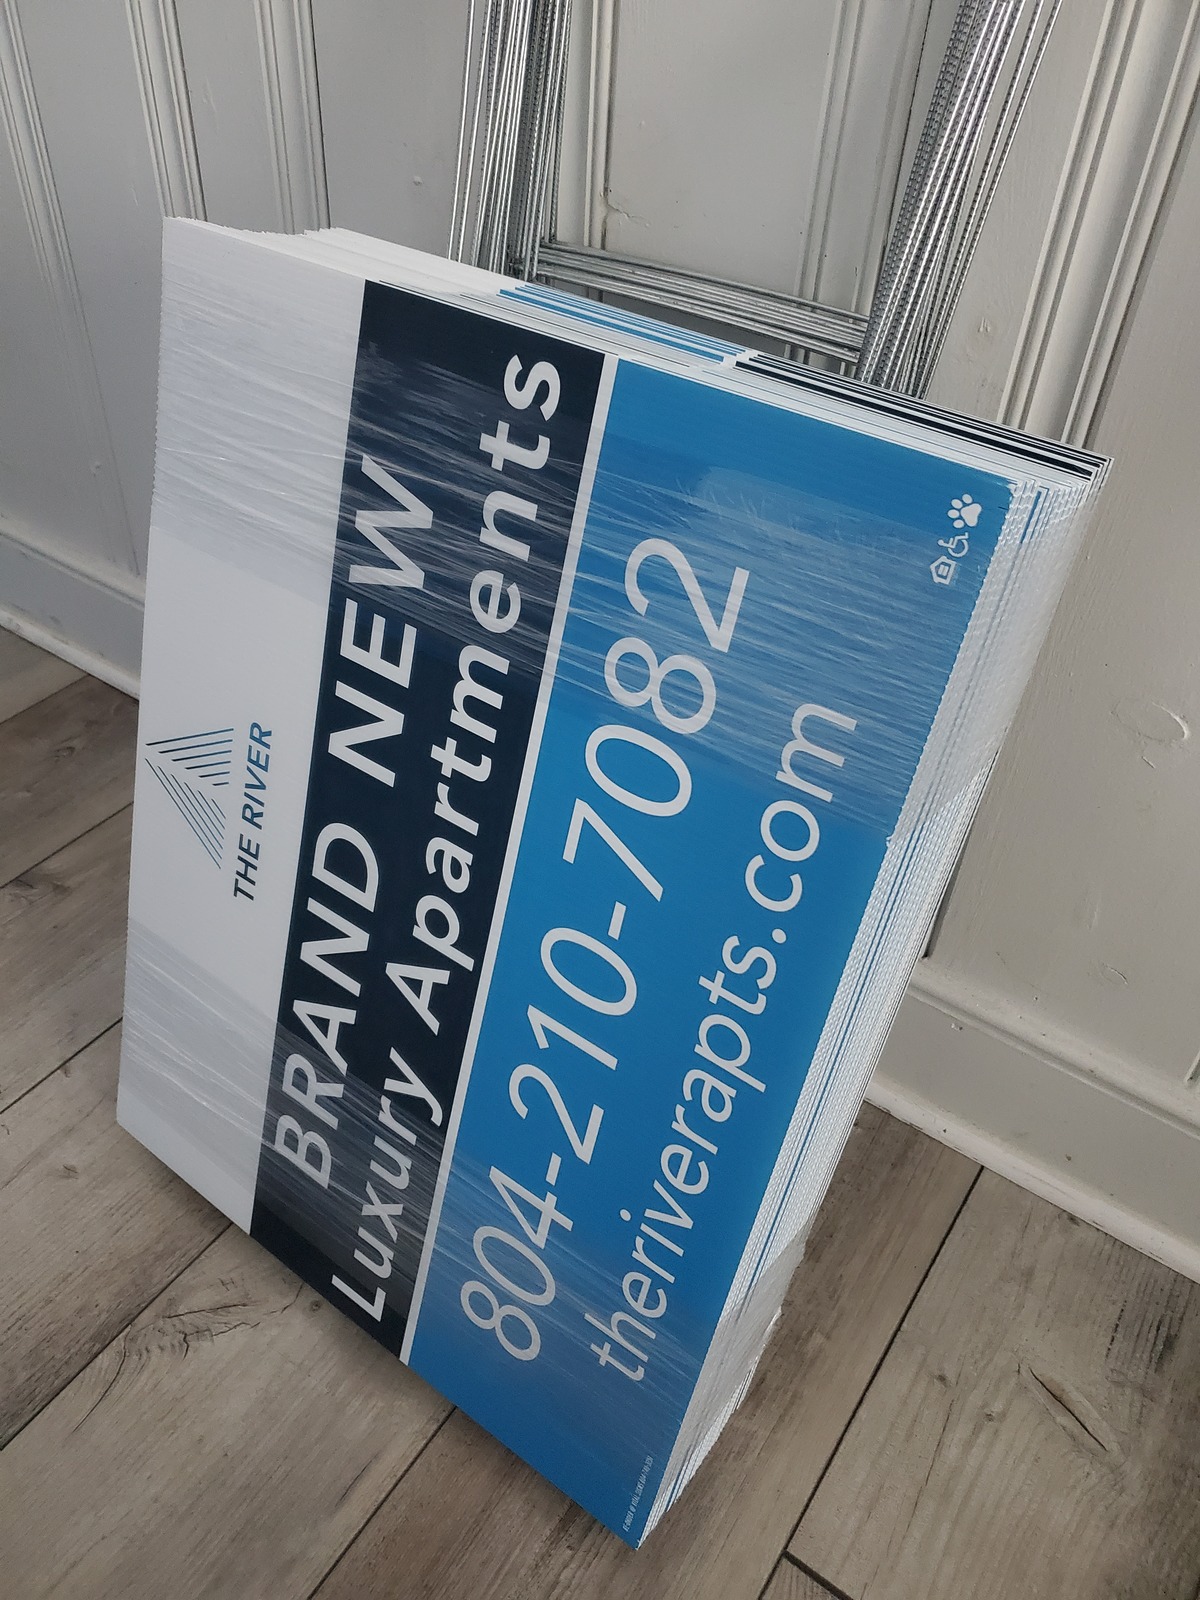 THE RIVER
BRAND NEW
Luxury Apartments
804-210-7082
theriverapts.com